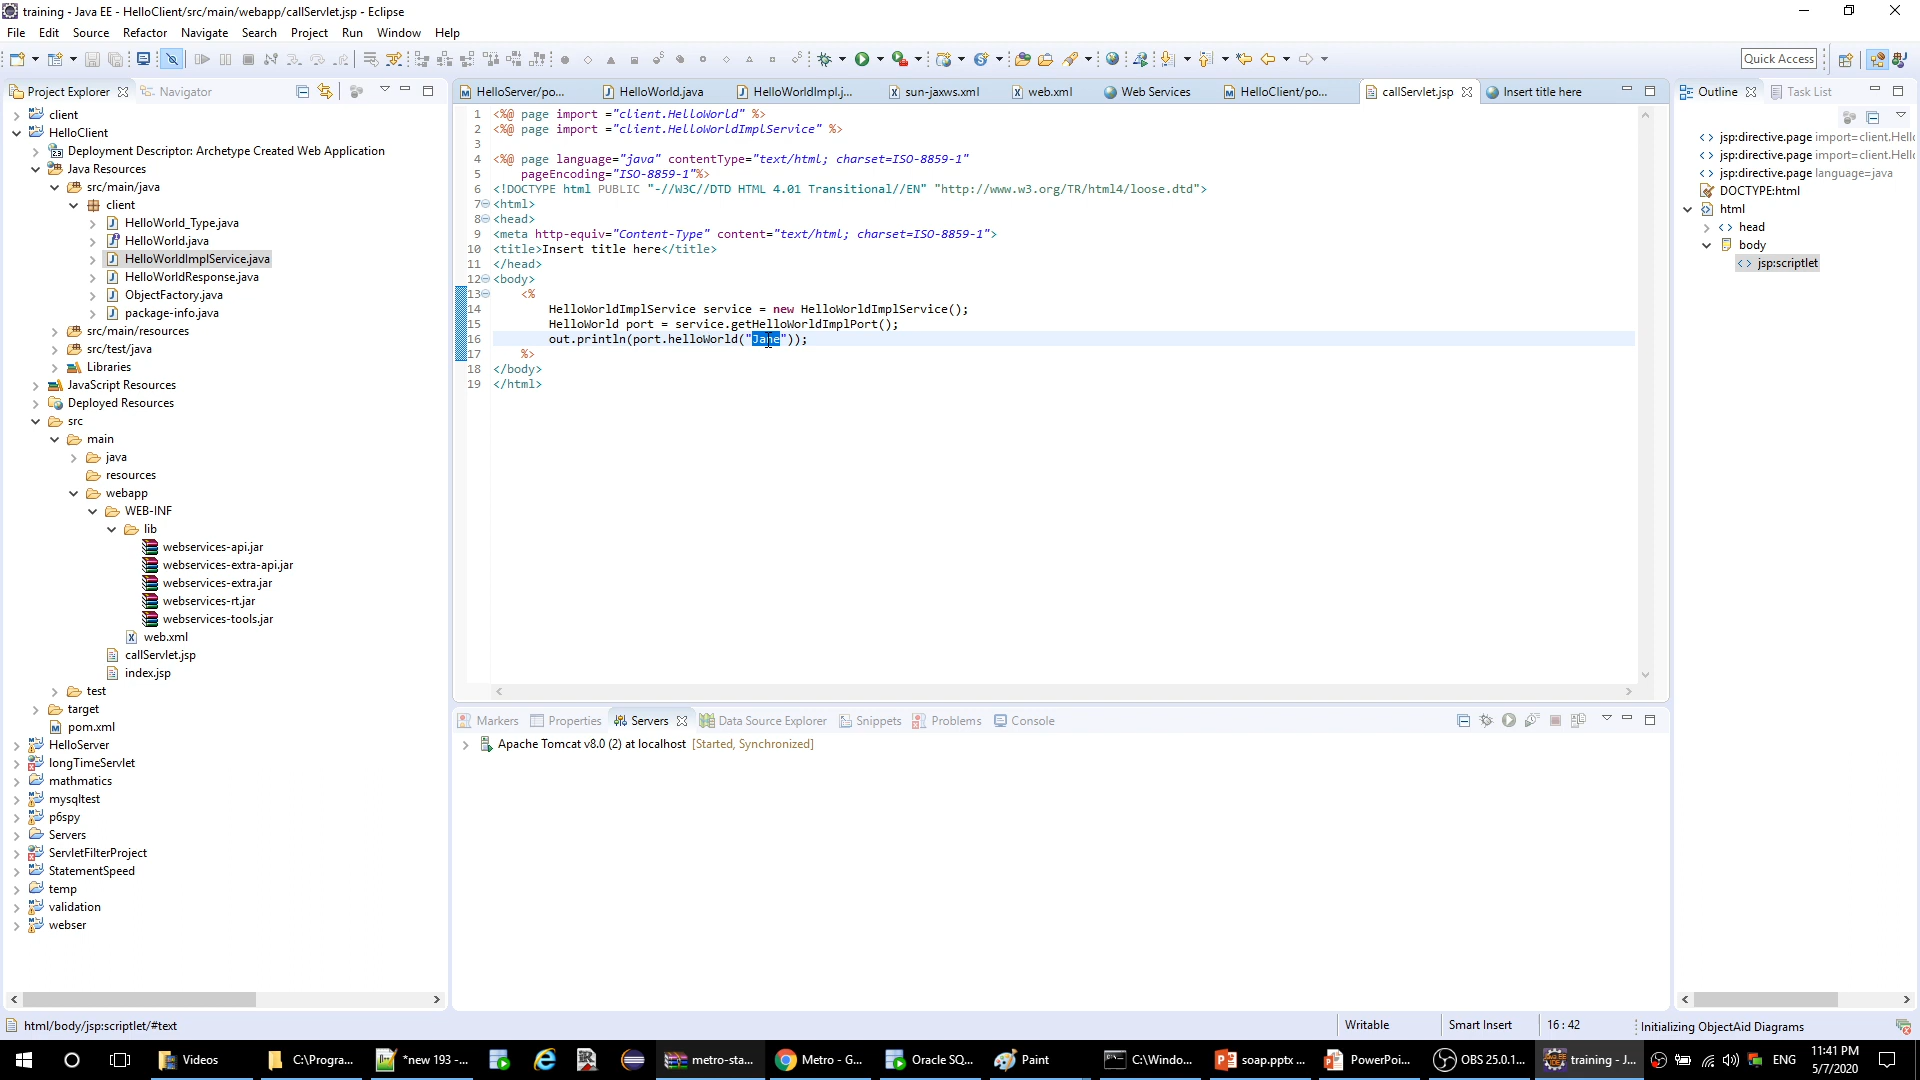 training - Java EE - HelloClient/src/main/webapp/callServlet.jsp - Eclipse
File Edit Source Refactor Navigate Search Project Run Window Help
Quick Access
Project Explorer Navigator
client
HelloClient
Deployment Descriptor: Archetype Created Web Application
Java Resources
src/main/java
client
HelloWorld_Type.java
HelloWorld.java
HelloWorldImplService.java
HelloWorldResponse.java
ObjectFactory.java
package-info.java
src/main/resources
src/test/java
Libraries
JavaScript Resources
Deployed Resources
src
main
java
resources
webapp
WEB-INF
lib
webservices-api.jar
webservices-extra-api.jar
webservices-extra.jar
webservices-rt.jar
webservices-tools.jar
web.xml
callServlet.jsp
index.jsp
test
target
pom.xml
HelloServer
longTimeServlet
mathmatics
mysqltest
p6spy
Servers
ServletFilterProject
StatementSpeed
temp
validation
webser
HelloServer/po... HelloWorld.java HelloWorldImpl.j... sun-jaxws.xml web.xml Web Services HelloClient/po... callServlet.jsp Insert title here
1 <%@ page import ="client.HelloWorld" %>
2 <%@ page import ="client.HelloWorldImplService" %>
3
4 <%@ page language="java" contentType="text/html; charset=ISO-8859-1"
5 pageEncoding="ISO-8859-1"%>
6 <!DOCTYPE html PUBLIC "-//W3C//DTD HTML 4.01 Transitional//EN" "http://www.w3.org/TR/html4/loose.dtd">
7 <html>
8 <head>
9 <meta http-equiv="Content-Type" content="text/html; charset=ISO-8859-1">
10 <title>Insert title here</title>
11 </head>
12 <body>
13 <%
14 HelloWorldImplService service = new HelloWorldImplService();
15 HelloWorld port = service.getHelloWorldImplPort();
16 out.println(port.helloWorld("Jane"));
17 %>
18 </body>
19 </html>
Outline Task List
jsp:directive.page import=client.Hell
jsp:directive.page import=client.Hell
jsp:directive.page language=java
DOCTYPE:html
html
head
body
jsp:scriptlet
Markers Properties Servers Data Source Explorer Snippets Problems Console
Apache Tomcat v8.0 (2) at localhost [Started, Synchronized]
html/body/jsp:scriptlet/#text Writable Smart Insert 16 : 42 Initializing ObjectAid Diagrams
Videos C:\Progra... *new 193 -... metro-sta... Metro - G... Oracle SQ... Paint C:\Windo... soap.pptx ... PowerPoi... OBS 25.0.1... training - J... ENG 11:41 PM
5/7/2020